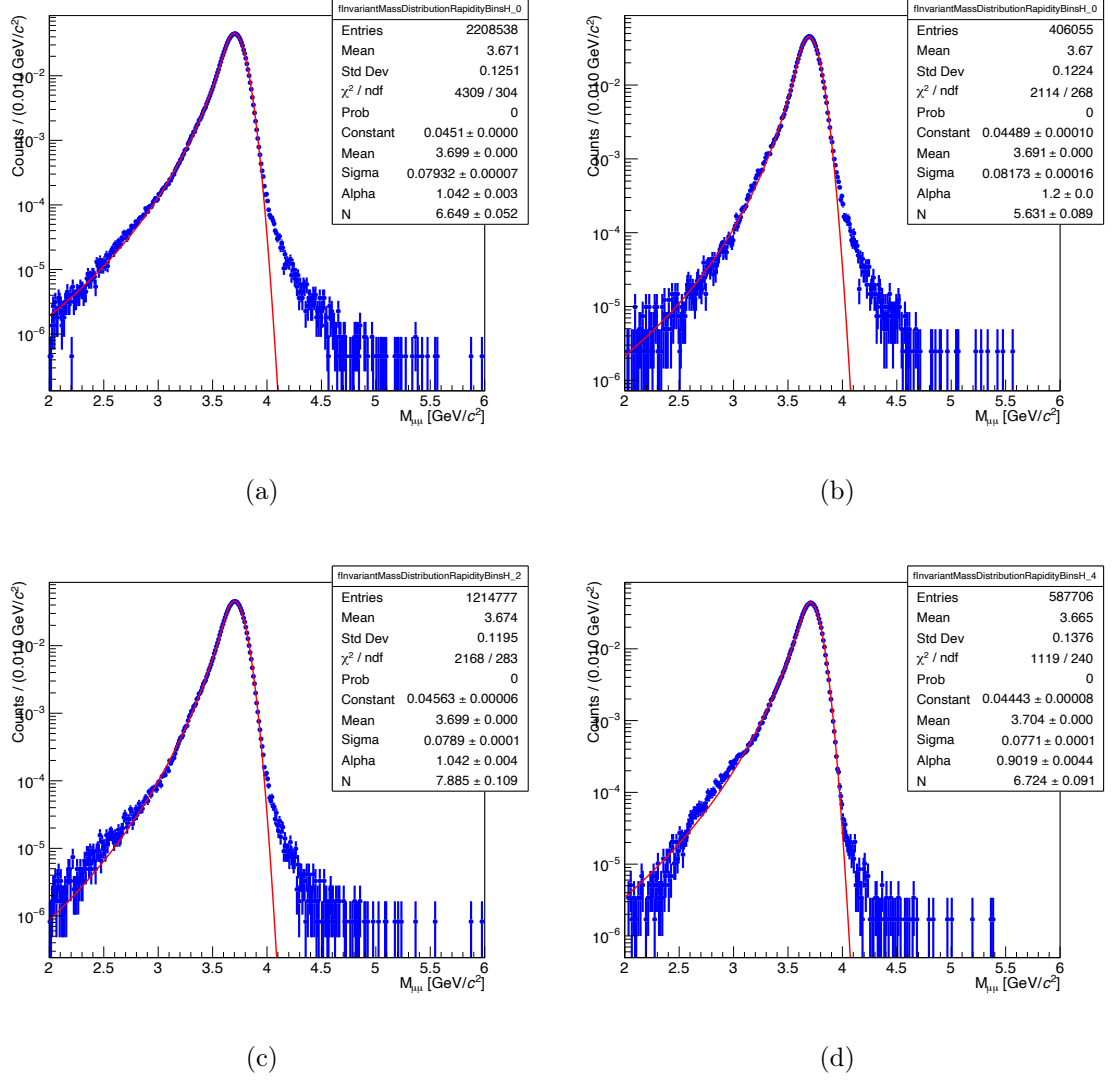 fInvariantMassDistributionRapidityBinsH_0
Entries 2208538
Mean 3.671
Std Dev 0.1251
χ² / ndf 4309 / 304
Prob 0
Constant 0.0451 ± 0.0000
Mean 3.699 ± 0.000
Sigma 0.07932 ± 0.00007
Alpha 1.042 ± 0.003
N 6.649 ± 0.052
Counts / (0.010 GeV/c²)
10⁻²
10⁻³
10⁻⁴
10⁻⁵
10⁻⁶
2 2.5 3 3.5 4 4.5 5 5.5 6
Mμμ [GeV/c²]
(a)
fInvariantMassDistributionRapidityBinsH_0
Entries 406055
Mean 3.67
Std Dev 0.1224
χ² / ndf 2114 / 268
Prob 0
Constant 0.04489 ± 0.00010
Mean 3.691 ± 0.000
Sigma 0.08173 ± 0.00016
Alpha 1.2 ± 0.0
N 5.631 ± 0.089
Counts / (0.010 GeV/c²)
10⁻²
10⁻³
10⁻⁴
10⁻⁵
10⁻⁶
2 2.5 3 3.5 4 4.5 5 5.5 6
Mμμ [GeV/c²]
(b)
fInvariantMassDistributionRapidityBinsH_2
Entries 1214777
Mean 3.674
Std Dev 0.1195
χ² / ndf 2168 / 283
Prob 0
Constant 0.04563 ± 0.00006
Mean 3.699 ± 0.000
Sigma 0.0789 ± 0.0001
Alpha 1.042 ± 0.004
N 7.885 ± 0.109
Counts / (0.010 GeV/c²)
10⁻²
10⁻³
10⁻⁴
10⁻⁵
10⁻⁶
2 2.5 3 3.5 4 4.5 5 5.5 6
Mμμ [GeV/c²]
(c)
fInvariantMassDistributionRapidityBinsH_4
Entries 587706
Mean 3.665
Std Dev 0.1376
χ² / ndf 1119 / 240
Prob 0
Constant 0.04443 ± 0.00008
Mean 3.704 ± 0.000
Sigma 0.0771 ± 0.0001
Alpha 0.9019 ± 0.0044
N 6.724 ± 0.091
Counts / (0.010 GeV/c²)
10⁻²
10⁻³
10⁻⁴
10⁻⁵
10⁻⁶
2 2.5 3 3.5 4 4.5 5 5.5 6
Mμμ [GeV/c²]
(d)